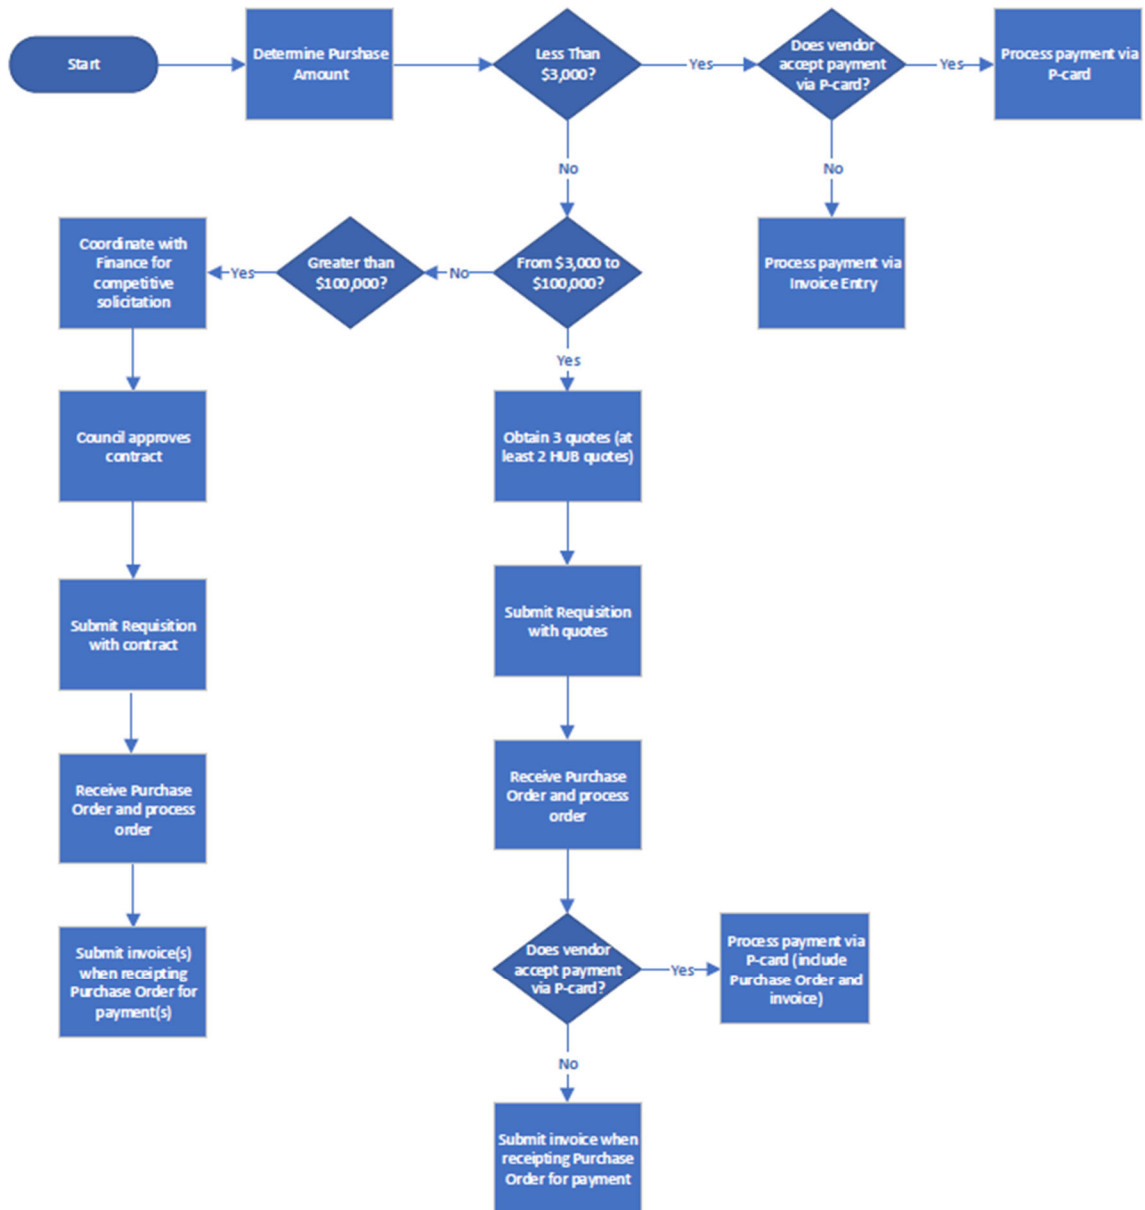 Start
Determine Purshase
Amount
Less Than
$3,000?
Yes
Does vendor
accept payment
via P-card?
Yes
Process payment via
P-card
No
No
Coordinate with
Finance for
competitive
solicitation
Yes
Greater than
$100,000?
No
From $3,000 to
$100,000?
Process payment via
Invoice Entry
Yes
Council approves
contract
Obtain 3 quotes (at
least 2 HUB quotes)
Submit Requisition
with contract
Submit Requisition
with quotes
Receive Purchase
Order and process
order
Receive Purchase
Order and process
order
Submit invoice(s)
when receipting
Purchase Order for
payment(s)
Does vendor
accept payment
via P-card?
Yes
Process payment via
P-card (include
Purchase Order and
invoice)
No
Submit invoice when
receipting Purchase
Order for payment